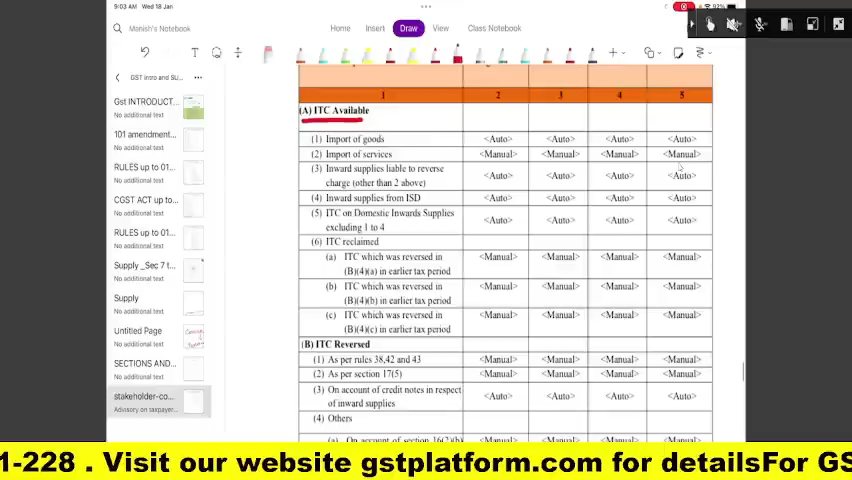 9:03 AM Wed 18 Jan
92%
Manish's Notebook
Home Insert Draw View Class Notebook
GST intro and SU...
Gst INTRODUCT...
No additional text
101 amendment...
No additional text
RULES up to 01...
No additional text
CGST ACT up to...
No additional text
RULES up to 01...
No additional text
Supply _Sec 7 t...
No additional text
Supply
No additional text
Untitled Page
No additional text
SECTIONS AND...
No additional text
stakeholder-co...
Advisory on taxpayer...
1 2 3 4 5
(A) ITC Available
(1) Import of goods <Auto> <Auto> <Auto> <Auto>
(2) Import of services <Manual> <Manual> <Manual> <Manual>
(3) Inward supplies liable to reverse
charge (other than 2 above) <Auto> <Auto> <Auto> <Auto>
(4) Inward supplies from ISD <Auto> <Auto> <Auto> <Auto>
(5) ITC on Domestic Inwards Supplies
excluding 1 to 4 <Auto> <Auto> <Auto> <Auto>
(6) ITC reclaimed
(a) ITC which was reversed in <Manual> <Manual> <Manual> <Manual>
(B)(4)(a) in earlier tax period
(b) ITC which was reversed in <Manual> <Manual> <Manual> <Manual>
(B)(4)(b) in earlier tax period
(c) ITC which was reversed in <Manual> <Manual> <Manual> <Manual>
(B)(4)(c) in earlier tax period
(B) ITC Reversed
(1) As per rules 38,42 and 43 <Manual> <Manual> <Manual> <Manual>
(2) As per section 17(5) <Manual> <Manual> <Manual> <Manual>
(3) On account of credit notes in respect
of inward supplies <Auto> <Auto> <Auto> <Auto>
(4) Others
(a) On account of section 16(2)(b) <Manual> <Manual> <Manual> <Manual>
1-228 . Visit our website gstplatform.com for detailsFor GS